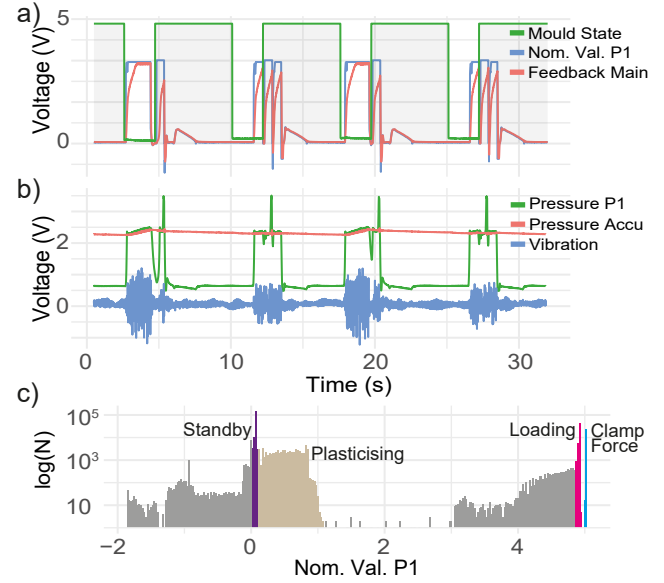 a)
5
0
Voltage (V)
Mould State
Nom. Val. P1
Feedback Main
b)
2
0
Voltage (V)
Pressure P1
Pressure Accu
Vibration
0 10 20 30
Time (s)
c)
10⁵
10³
10
log(N)
Standby
Plasticising
Loading
Clamp
Force
−2 0 2 4
Nom. Val. P1